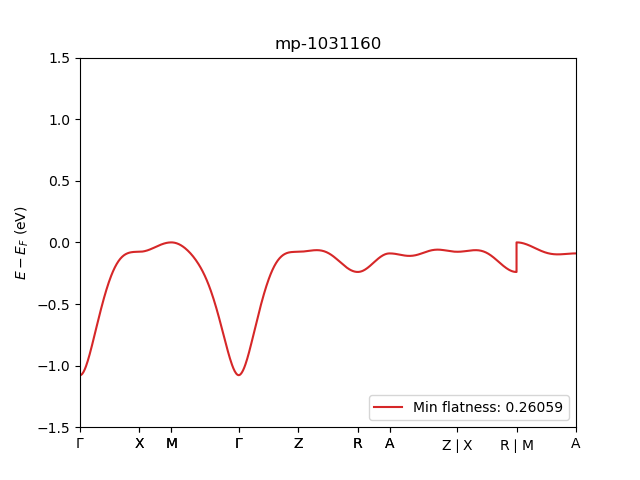 mp-1031160
1.5
1.0
0.5
0.0
−0.5
−1.0
−1.5
E − E_F (eV)
Min flatness: 0.26059
Γ X M Γ Z R A Z | X R | M A